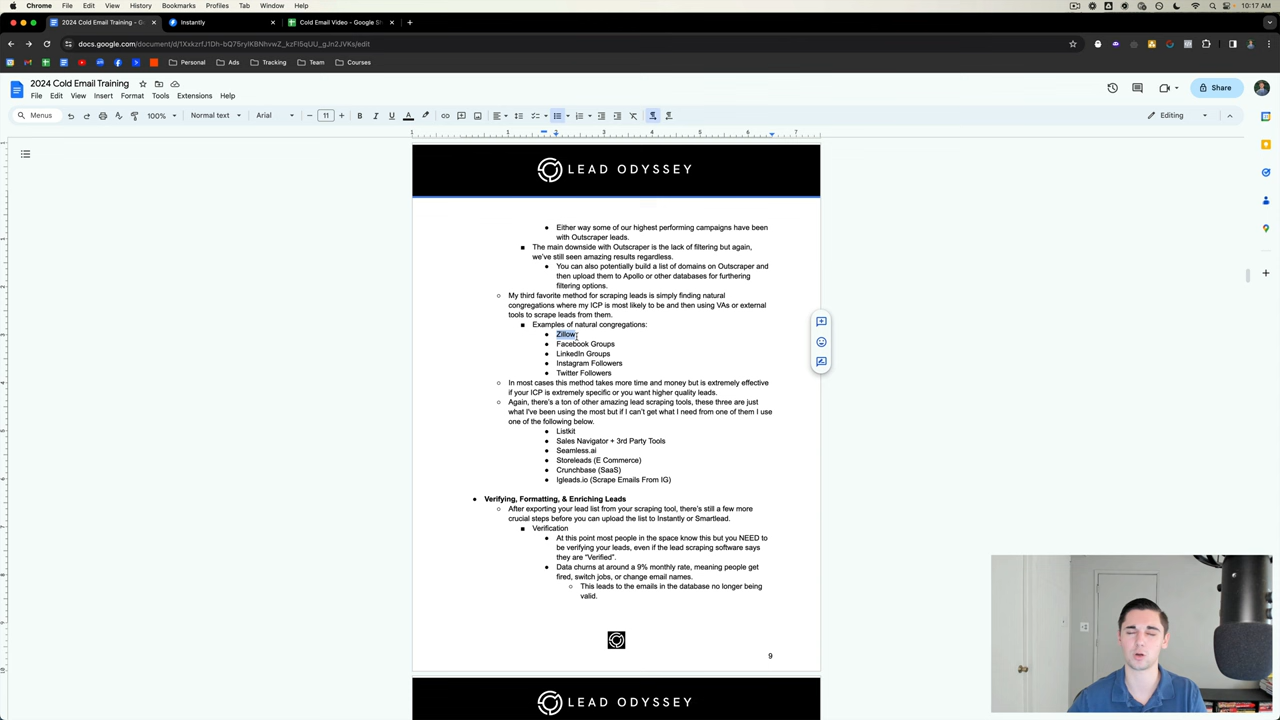 Chrome File Edit View History Bookmarks Profiles Tab Window Help 10:17 AM
2024 Cold Email Training - G Instantly Cold Email Video - Google S
docs.google.com/document/d/1XxkzrfJ1Dh-bQ75rylKBNhvwZ_kzFl5qUU_gJn2JVKs/edit
Personal Ads Tracking Team Courses
2024 Cold Email Training
File Edit View Insert Format Tools Extensions Help
Share
Menus 100% Normal text Arial 11 Editing
LEAD ODYSSEY
Either way some of our highest performing campaigns have been
with Outscraper leads.
The main downside with Outscraper is the lack of filtering but again,
we've still seen amazing results regardless.
You can also potentially build a list of domains on Outscraper and
then upload them to Apollo or other databases for furthering
filtering options.
My third favorite method for scraping leads is simply finding natural
congregations where my ICP is most likely to be and then using VAs or external
tools to scrape leads from them.
Examples of natural congregations:
Zillow
Facebook Groups
LinkedIn Groups
Instagram Followers
Twitter Followers
In most cases this method takes more time and money but is extremely effective
if your ICP is extremely specific or you want higher quality leads.
Again, there's a ton of other amazing lead scraping tools, these three are just
what I've been using the most but if I can't get what I need from one of them I use
one of the following below.
Listkit
Sales Navigator + 3rd Party Tools
Seamless.ai
Storeleads (E Commerce)
Crunchbase (SaaS)
Igleads.io (Scrape Emails From IG)
Verifying, Formatting, & Enriching Leads
After exporting your lead list from your scraping tool, there's still a few more
crucial steps before you can upload the list to Instantly or Smartlead.
Verification
At this point most people in the space know this but you NEED to
be verifying your leads, even if the lead scraping software says
they are "Verified".
Data churns at around a 9% monthly rate, meaning people get
fired, switch jobs, or change email names.
This leads to the emails in the database no longer being
valid.
9
LEAD ODYSSEY